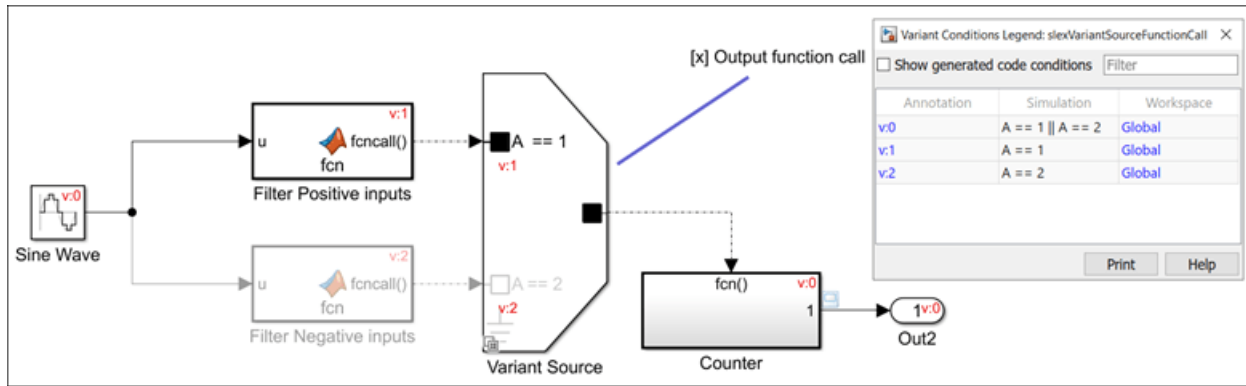 [x] Output function call
v:1
u
fcncall()
fcn
Filter Positive inputs
A == 1
v:1
v:0
Sine Wave
v:2
u
fcncall()
fcn
Filter Negative inputs
A == 2
v:2
Variant Source
fcn()
v:0
1
Counter
1
v:0
Out2
Variant Conditions Legend: slexVariantSourceFunctionCall
Show generated code conditions
Filter
Annotation Simulation Workspace
v:0 A == 1 || A == 2 Global
v:1 A == 1 Global
v:2 A == 2 Global
Print Help